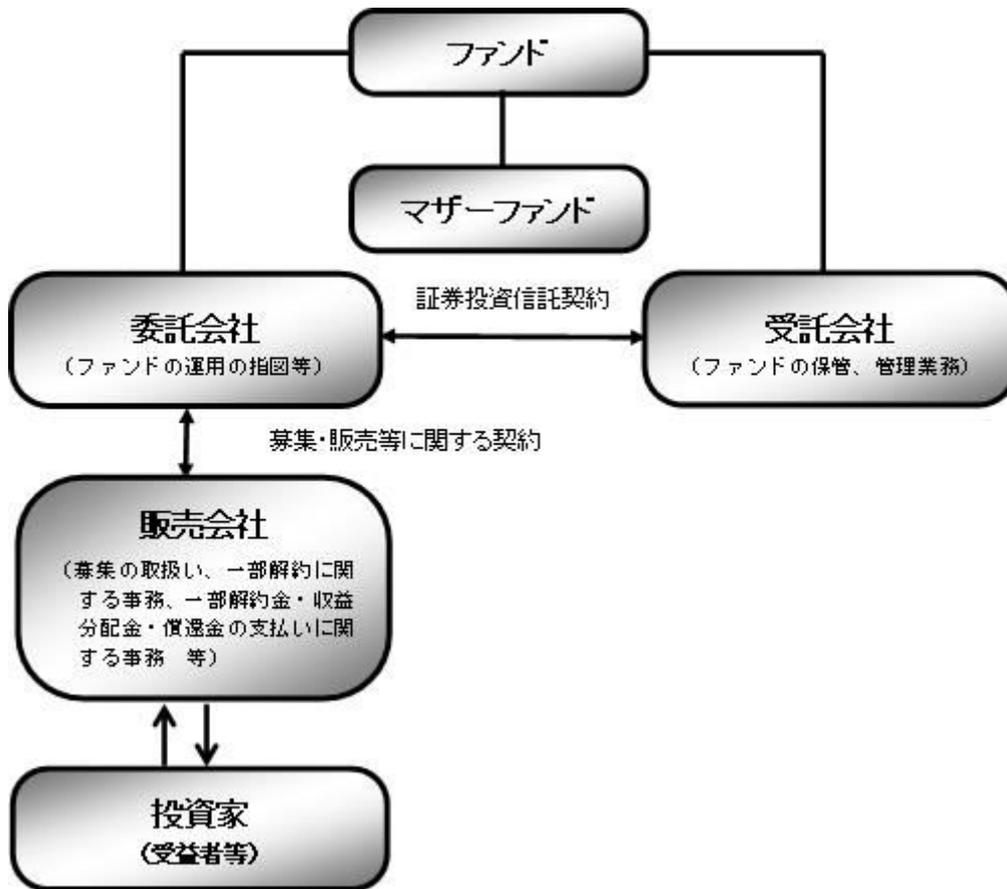 ファンド
マザーファンド
証券投資信託契約
委託会社
(ファンドの運用の指図等)
受託会社
(ファンドの保管、管理業務)
募集・販売等に関する契約
販売会社
(募集の取扱い、一部解約に関
する事務、一部解約金・収益
分配金・償還金の支払いに関
する事務 等)
投資家
(受益者等)